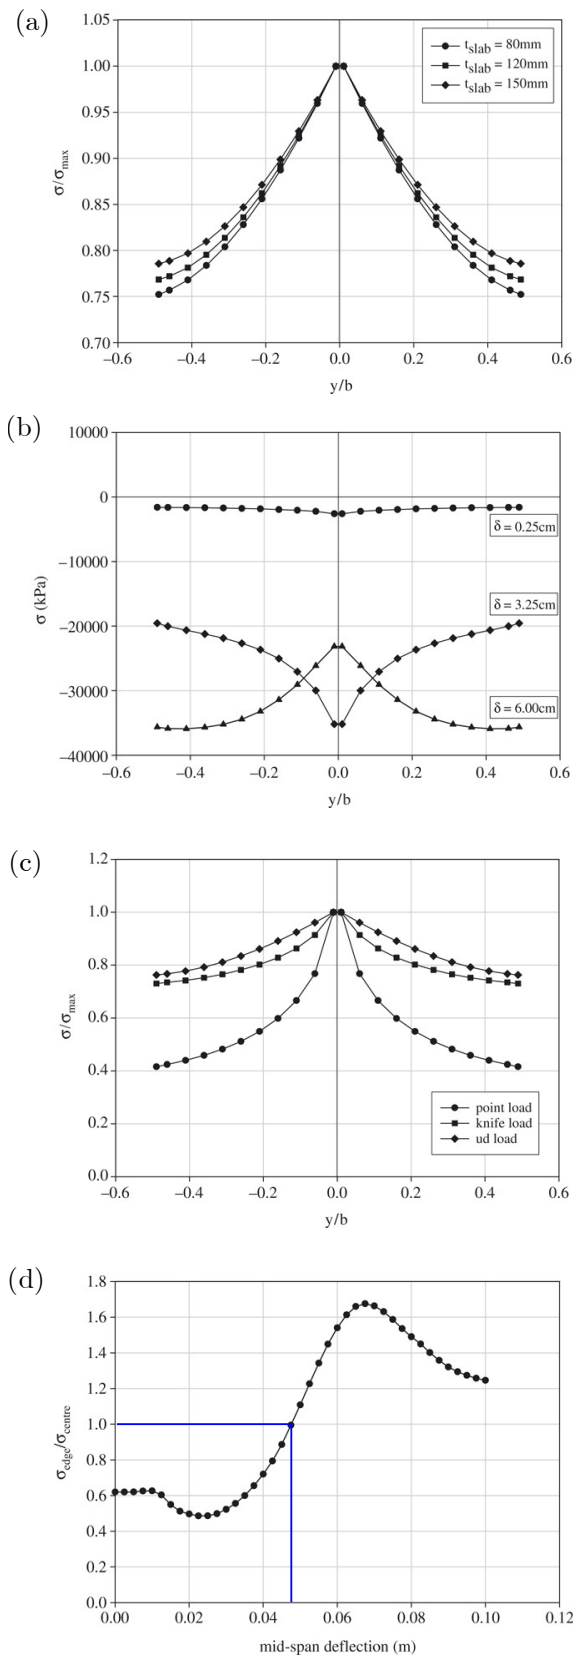 (a)
1.05
1.00
0.95
0.90
0.85
0.80
0.75
0.70
σ/σmax
tslab = 80mm
tslab = 120mm
tslab = 150mm
−0.6 −0.4 −0.2 0.0 0.2 0.4 0.6
y/b
(b)
10000
0
−10000
−20000
−30000
−40000
σ (kPa)
δ = 0.25cm
δ = 3.25cm
δ = 6.00cm
−0.6 −0.4 −0.2 0.0 0.2 0.4 0.6
y/b
(c)
1.2
1.0
0.8
0.6
0.4
0.2
0.0
σ/σmax
point load
knife load
ud load
−0.6 −0.4 −0.2 0.0 0.2 0.4 0.6
y/b
(d)
1.8
1.6
1.4
1.2
1.0
0.8
0.6
0.4
0.2
0.0
σedge/σcentre
0.00 0.02 0.04 0.06 0.08 0.10 0.12
mid-span deflection (m)